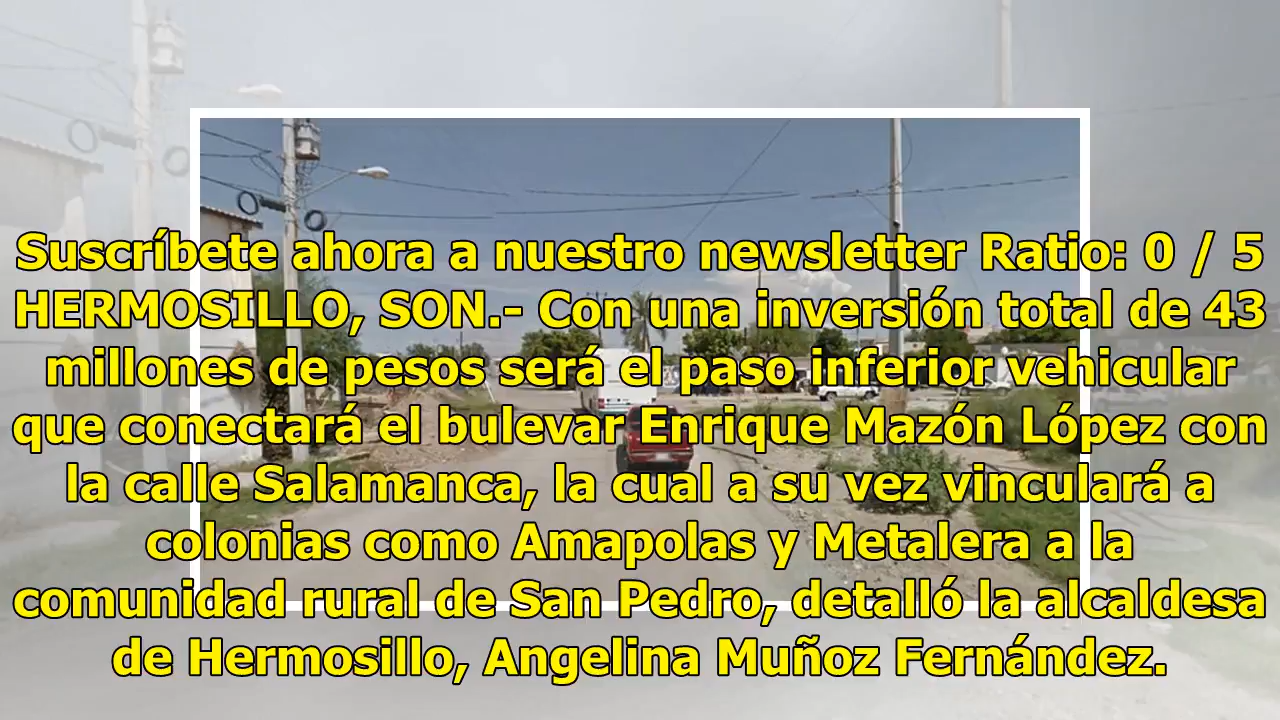 Suscríbete ahora a nuestro newsletter Ratio: 0 / 5
HERMOSILLO, SON.- Con una inversión total de 43
millones de pesos será el paso inferior vehicular
que conectará el bulevar Enrique Mazón López con
la calle Salamanca, la cual a su vez vinculará a
colonias como Amapolas y Metalera a la
comunidad rural de San Pedro, detalló la alcaldesa
de Hermosillo, Angelina Muñoz Fernández.